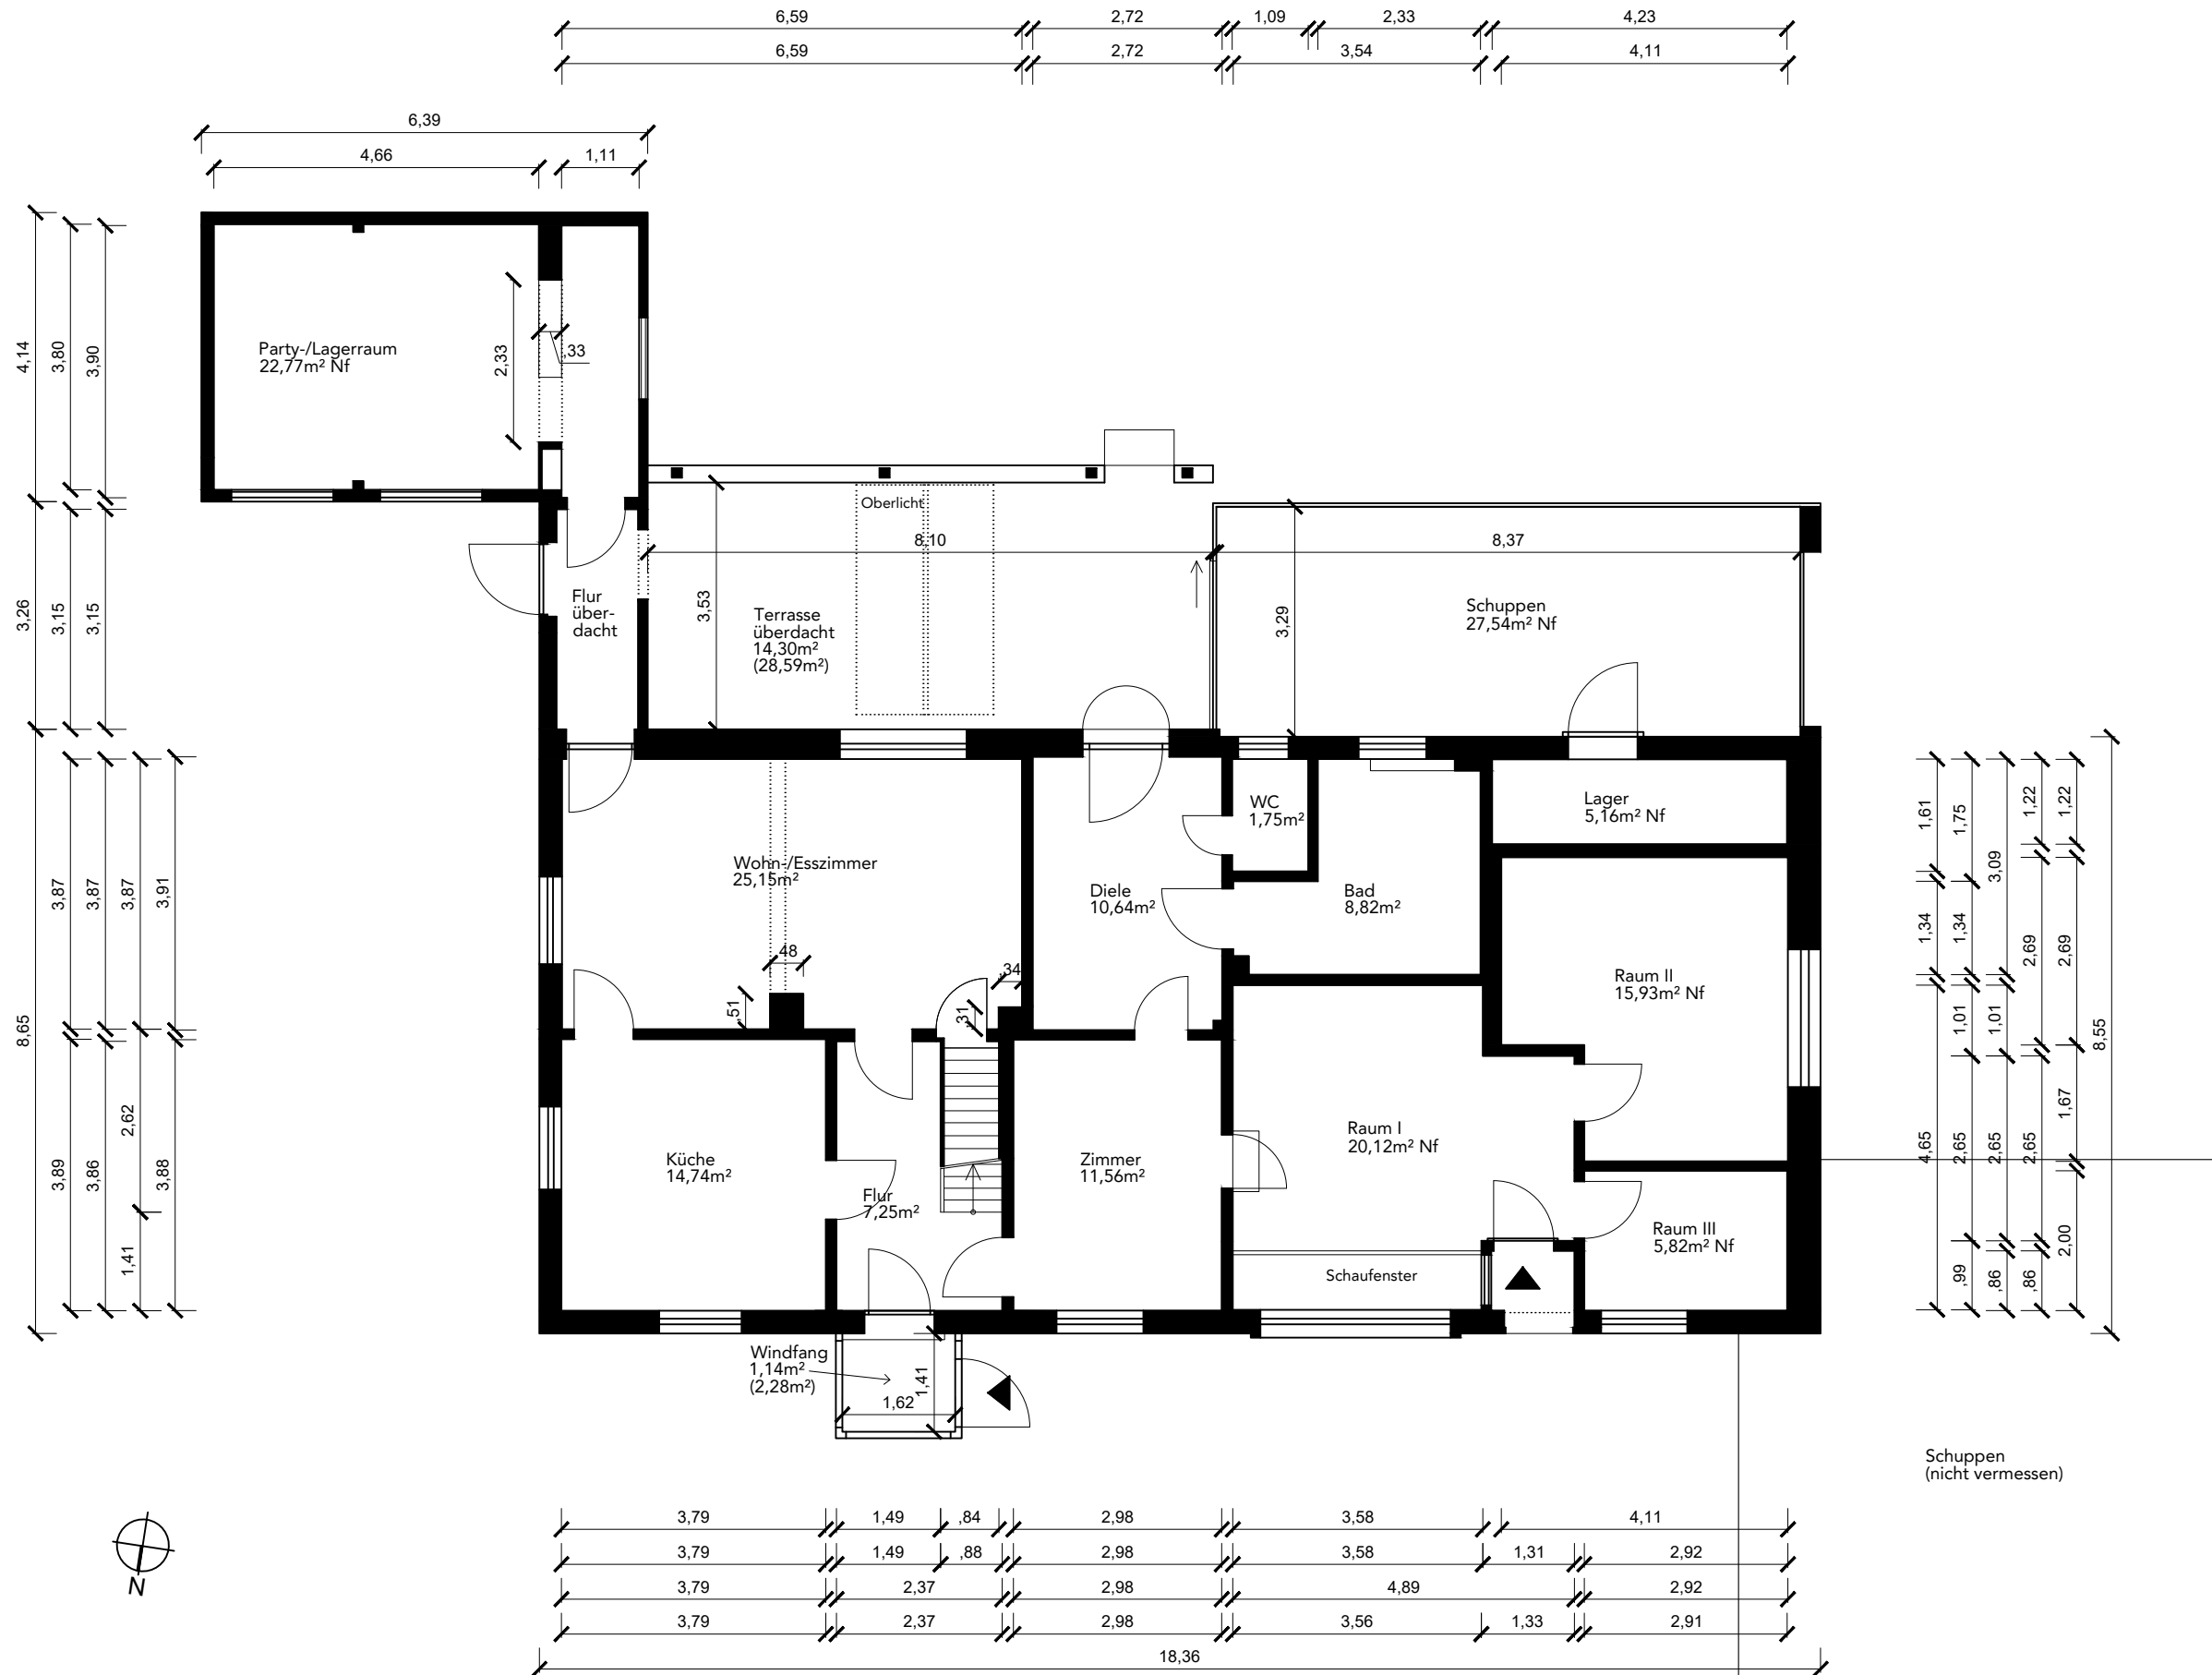 6,59
2,72
1,09
2,33
4,23
6,59
2,72
3,54
4,11
6,39
4,66
1,11
4,14
3,80
3,90
3,26
3,15
3,15
8,65
3,87
3,87
3,87
3,91
3,89
3,86
2,62
1,41
3,88
Party-/Lagerraum
22,77m² Nf
2,33
,33
Oberlicht
8,10
8,37
Flur
über-
dacht
3,53
Terrasse
überdacht
14,30m²
(28,59m²)
3,29
Schuppen
27,54m² Nf
WC
1,75m²
Lager
5,16m² Nf
Wohn-/Esszimmer
25,15m²
Diele
10,64m²
Bad
8,82m²
,48
,51
,34
,31
Raum II
15,93m² Nf
Raum I
20,12m² Nf
Küche
14,74m²
Flur
7,25m²
Zimmer
11,56m²
Raum III
5,82m² Nf
Schaufenster
Windfang
1,14m²
(2,28m²)
1,41
1,62
1,61
1,34
4,65
1,75
1,34
1,01
2,65
,99
3,09
1,01
2,65
,86
1,22
2,69
2,65
,86
1,22
2,69
1,67
2,00
8,55
Schuppen
(nicht vermessen)
N
3,79
1,49
,84
2,98
3,58
4,11
3,79
1,49
,88
2,98
3,58
1,31
2,92
3,79
2,37
2,98
4,89
2,92
3,79
2,37
2,98
3,56
1,33
2,91
18,36